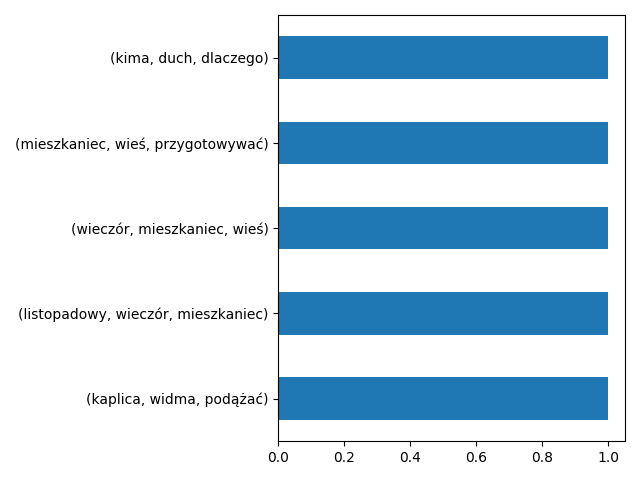 (kima, duch, dlaczego)
(mieszkaniec, wieś, przygotowywać)
(wieczór, mieszkaniec, wieś)
(listopadowy, wieczór, mieszkaniec)
(kaplica, widma, podążać)
0.0 0.2 0.4 0.6 0.8 1.0